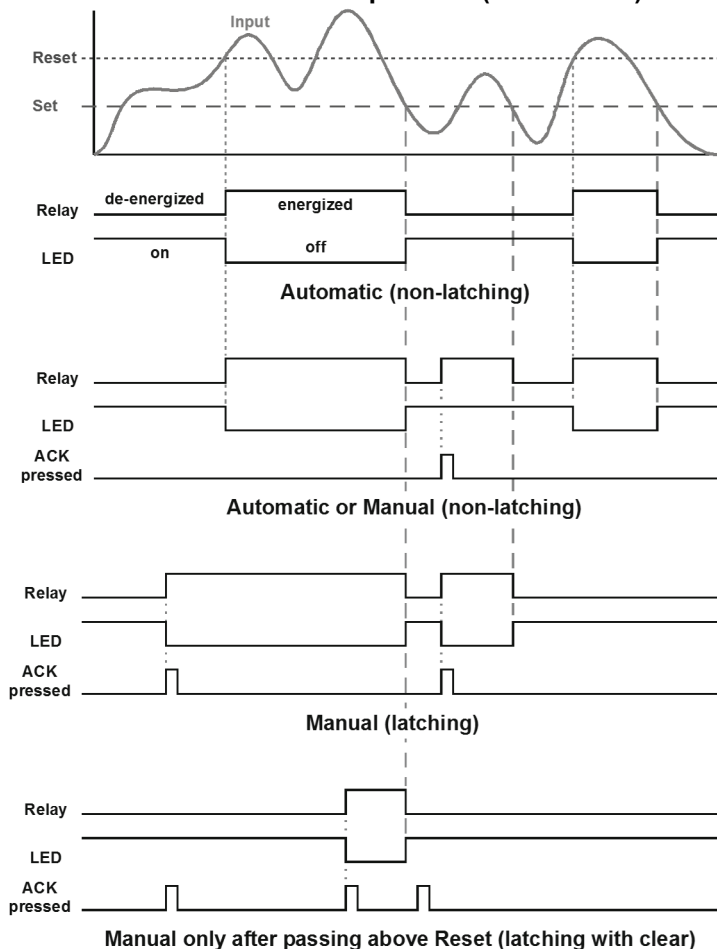 Input
Reset
Set
de-energized energized
Relay
LED
on off
Automatic (non-latching)
Relay
LED
ACK
pressed
Automatic or Manual (non-latching)
Relay
LED
ACK
pressed
Manual (latching)
Relay
LED
ACK
pressed
Manual only after passing above Reset (latching with clear)